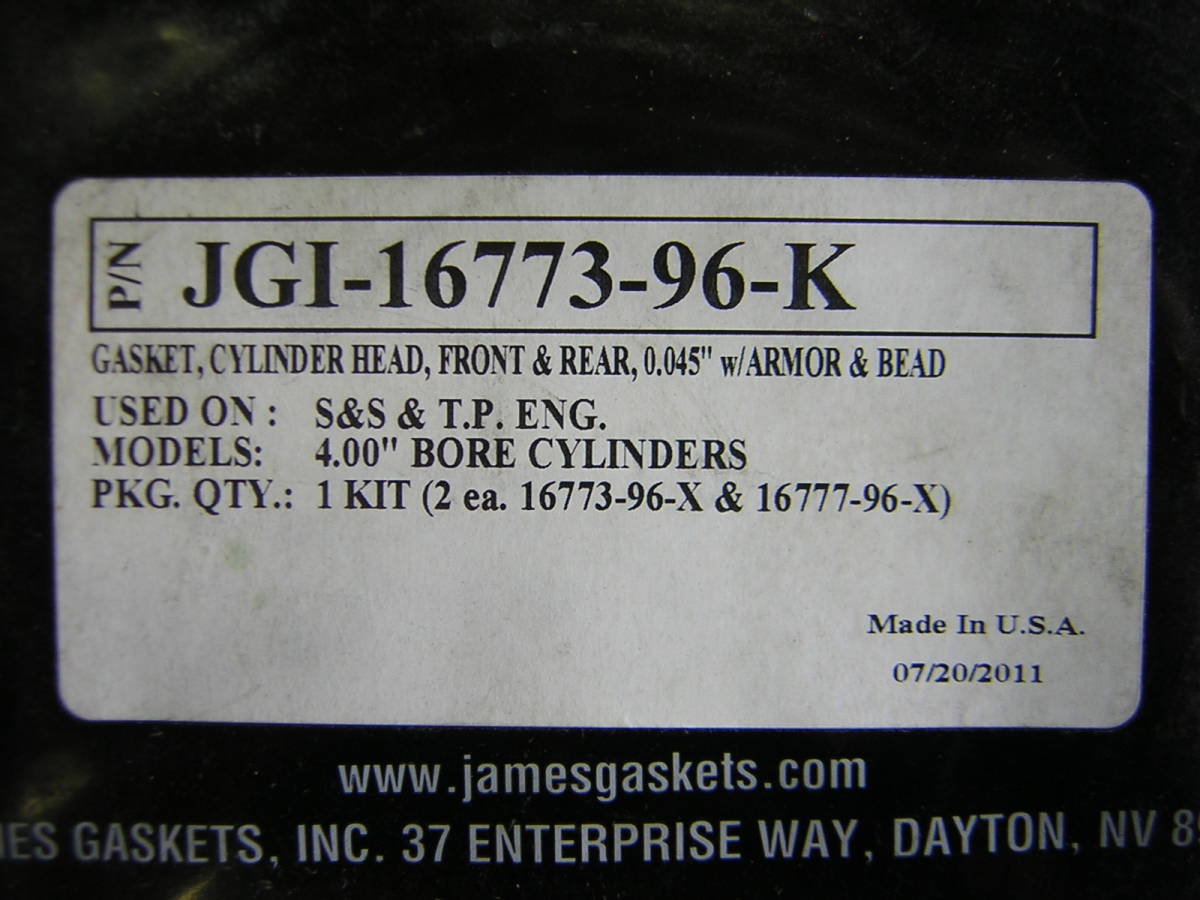 P/N JGI-16773-96-K
GASKET, CYLINDER HEAD, FRONT & REAR, 0.045" w/ARMOR & BEAD
USED ON : S&S & T.P. ENG.
MODELS: 4.00" BORE CYLINDERS
PKG. QTY.: 1 KIT (2 ea. 16773-96-X & 16777-96-X)
Made In U.S.A.
07/20/2011
www.jamesgaskets.com
GASKETS, INC. 37 ENTERPRISE WAY, DAYTON, NV